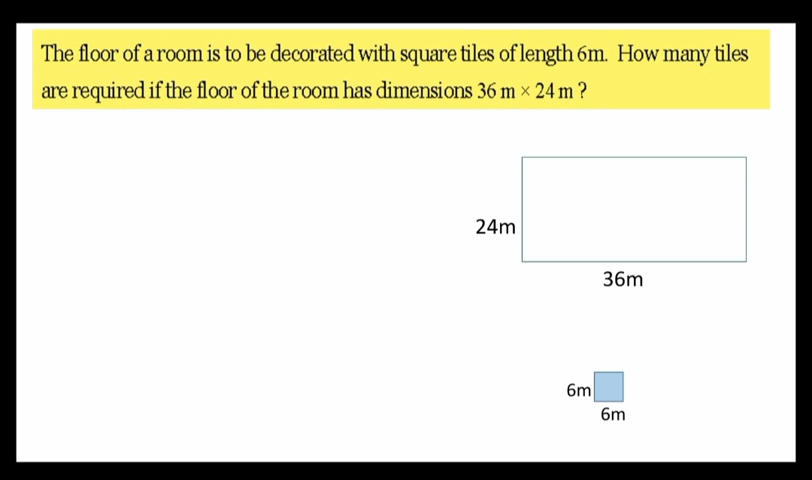 The floor of a room is to be decorated with square tiles of length 6m. How many tiles
are required if the floor of the room has dimensions 36 m × 24 m ?
24m
36m
6m
6m